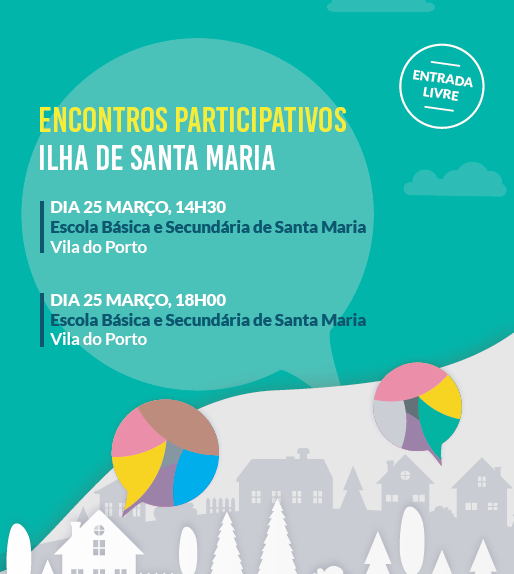 ENTRADA
LIVRE
ENCONTROS PARTICIPATIVOS
ILHA DE SANTA MARIA
DIA 25 MARÇO, 14H30
Escola Básica e Secundária de Santa Maria
Vila do Porto
DIA 25 MARÇO, 18H00
Escola Básica e Secundária de Santa Maria
Vila do Porto